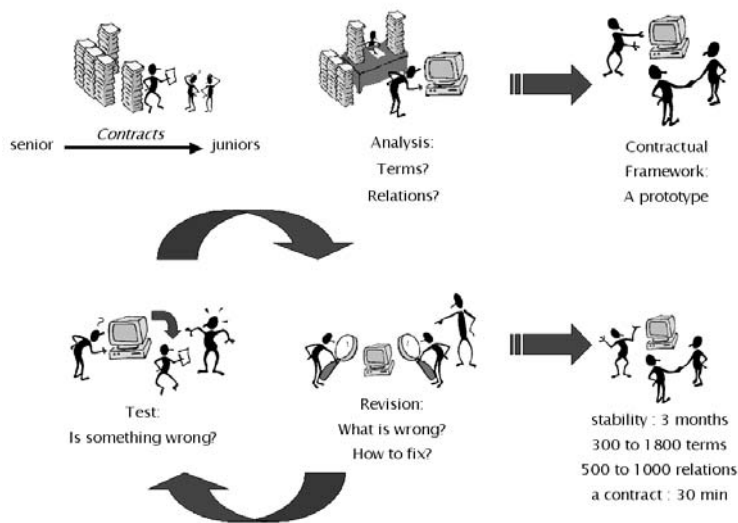 Contracts
senior
juniors
Analysis:
Terms?
Relations?
Contractual
Framework:
A prototype
Test:
Is something wrong?
Revision:
What is wrong?
How to fix?
stability : 3 months
300 to 1800 terms
500 to 1000 relations
a contract : 30 min